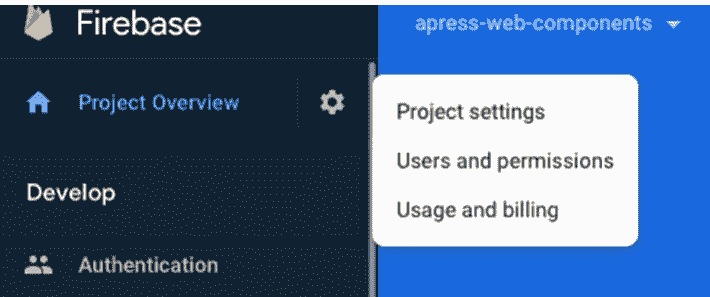 Firebase
apress-web-components
Project Overview
Project settings
Users and permissions
Usage and billing
Develop
Authentication